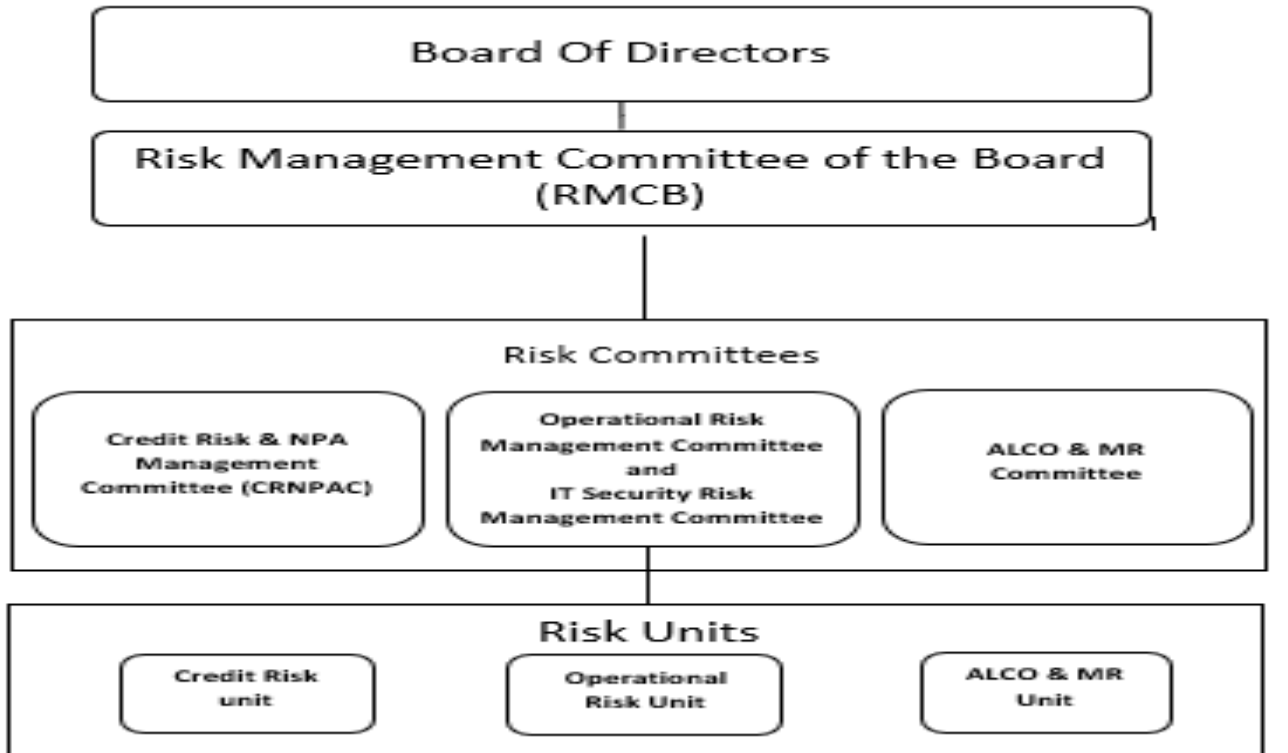 Board Of Directors
Risk Management Committee of the Board
(RMCB)
Risk Committees
Credit Risk & NPA
Management
Committee (CRNPAC)
Operational Risk
Management Committee
and
IT Security Risk
Management Committee
ALCO & MR
Committee
Risk Units
Credit Risk
unit
Operational
Risk Unit
ALCO & MR
Unit